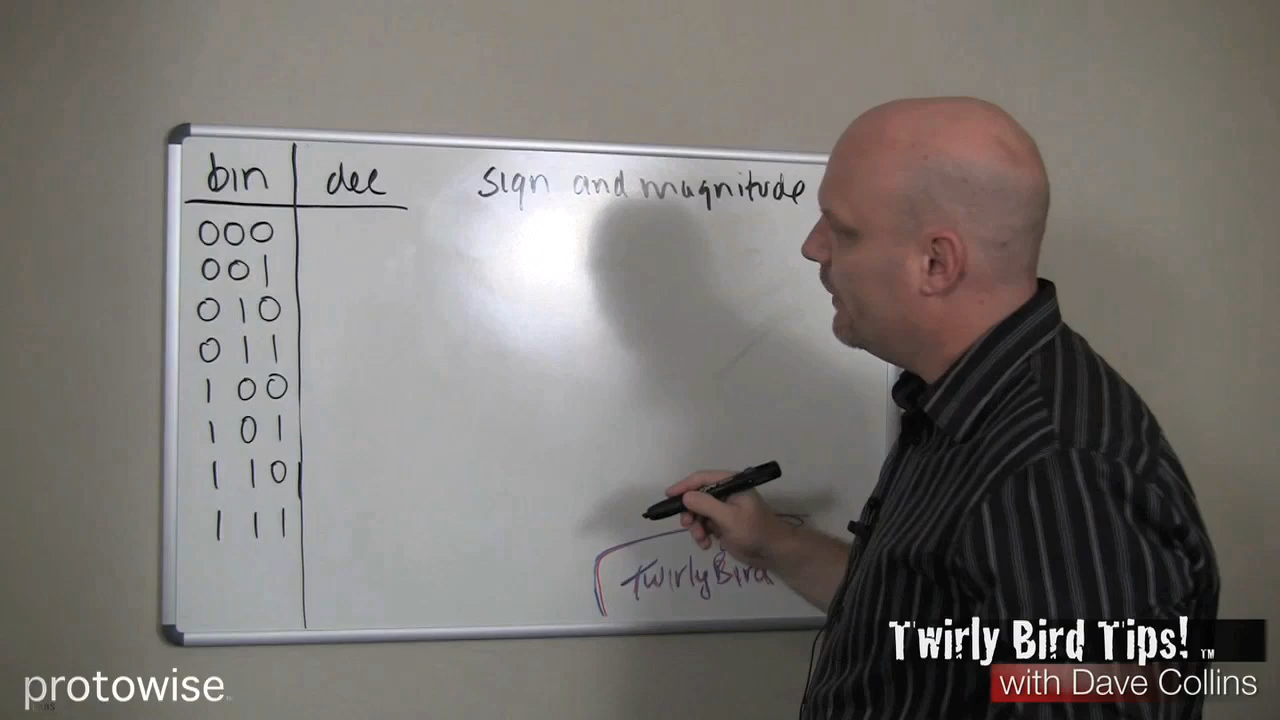 bin dec sign and magnitude
000
001
010
011
100
101
110
111
TwirlyBird
Twirly Bird Tips! TM
with Dave Collins
protowise